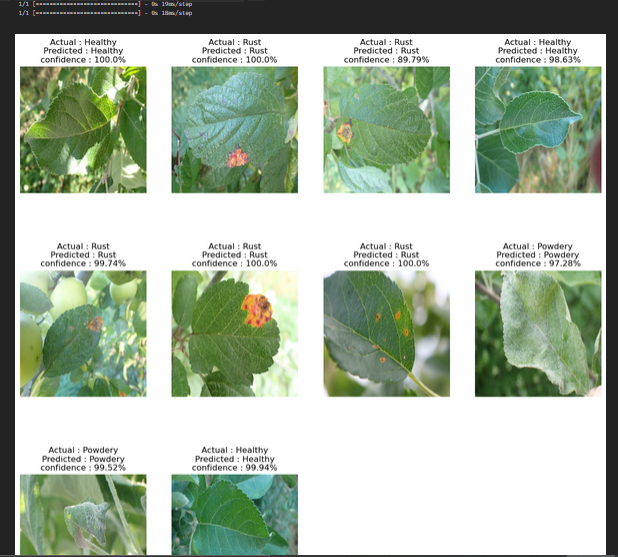 1/1 [==============================] - 0s 19ms/step
1/1 [==============================] - 0s 18ms/step
Actual : Healthy
Predicted : Healthy
confidence : 100.0%
Actual : Rust
Predicted : Rust
confidence : 100.0%
Actual : Rust
Predicted : Rust
confidence : 89.79%
Actual : Healthy
Predicted : Healthy
confidence : 98.63%
Actual : Rust
Predicted : Rust
confidence : 99.74%
Actual : Rust
Predicted : Rust
confidence : 100.0%
Actual : Rust
Predicted : Rust
confidence : 100.0%
Actual : Powdery
Predicted : Powdery
confidence : 97.28%
Actual : Powdery
Predicted : Powdery
confidence : 99.52%
Actual : Healthy
Predicted : Healthy
confidence : 99.94%